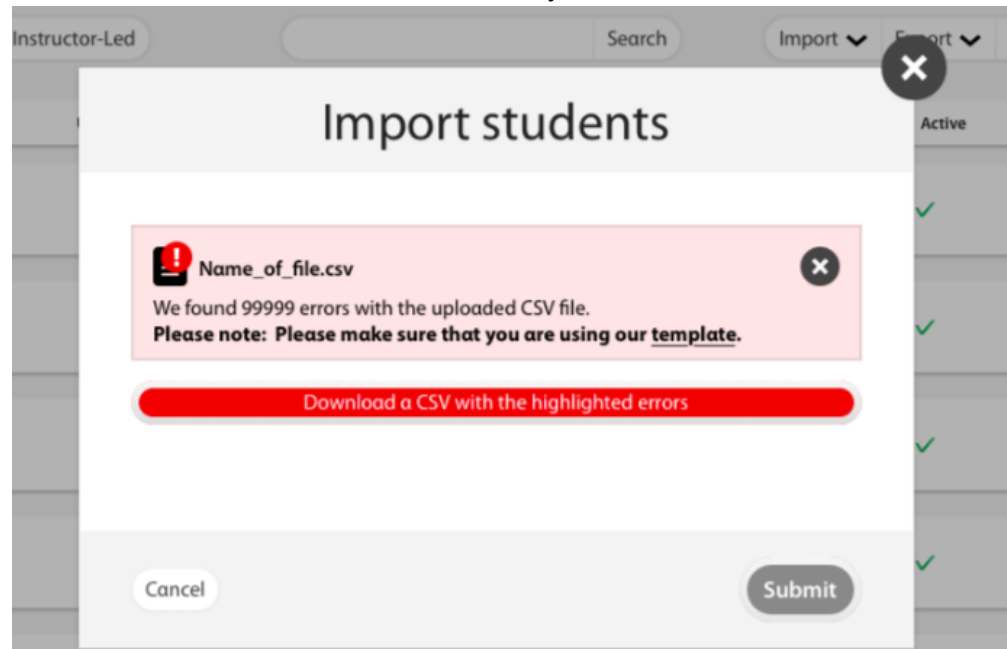 Instructor-Led
Search
Import
Export
Import students
Active
Name_of_file.csv
We found 99999 errors with the uploaded CSV file.
Please note: Please make sure that you are using our template.
Download a CSV with the highlighted errors
Cancel
Submit